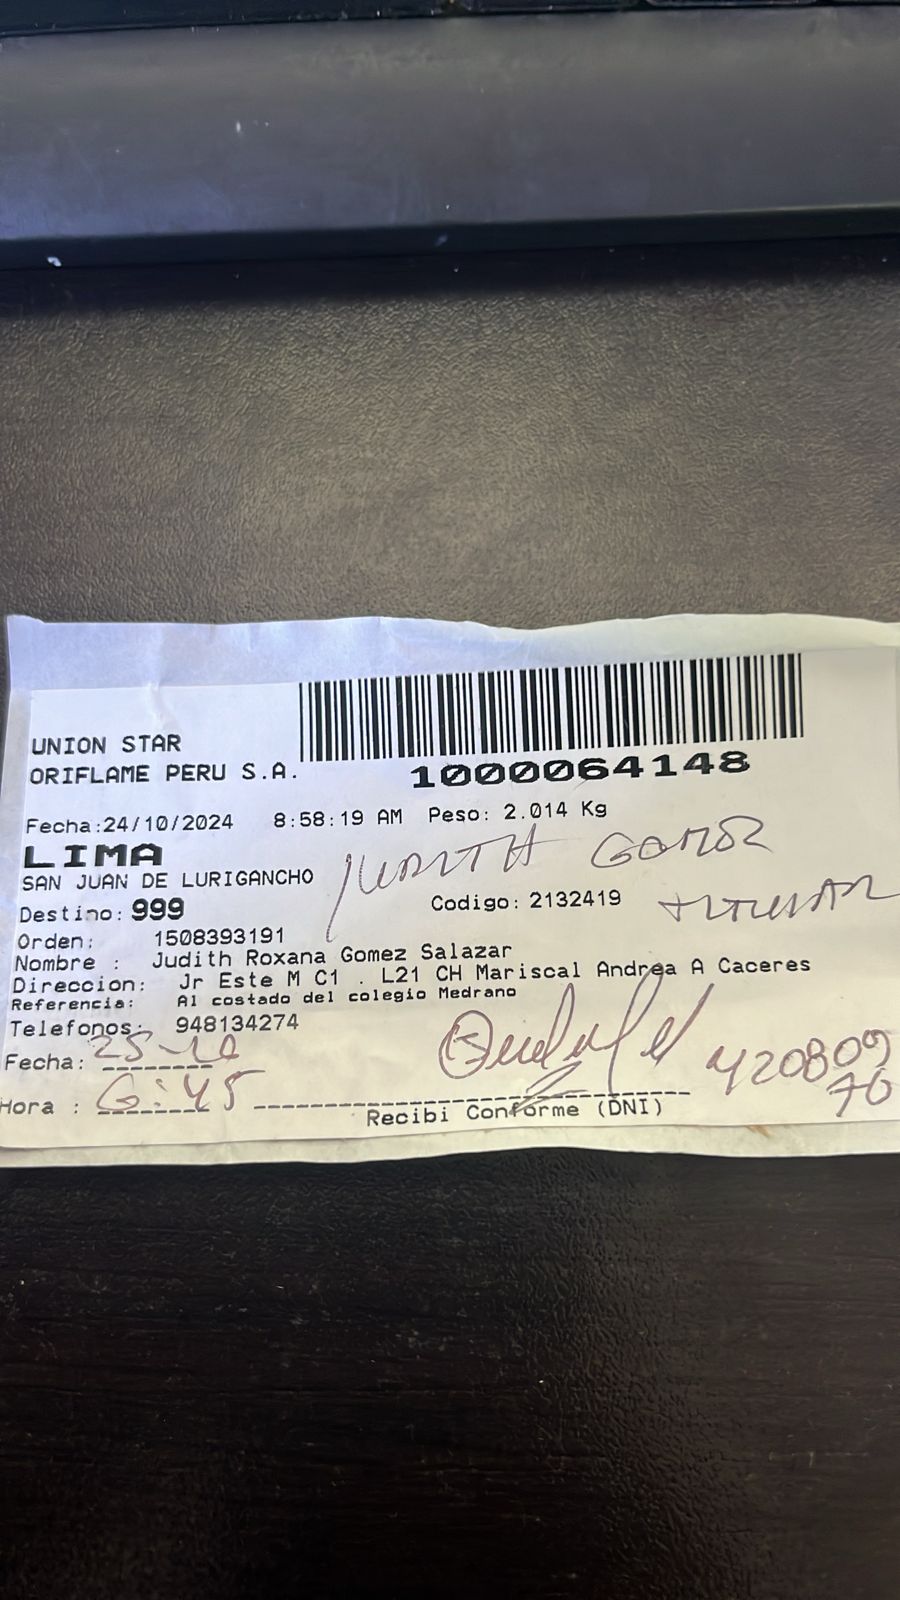 UNION STAR
ORIFLAME PERU S.A.
1000064148
Fecha:24/10/2024 8:58:19 AM Peso: 2.014 Kg
LIMA
JUDITH GOMEZ
SAN JUAN DE LURIGANCHO
Destino: 999 Codigo: 2132419
TITULAR
Orden: 1508393191
Nombre : Judith Roxana Gomez Salazar
Direccion: Jr Este M C1 . L21 CH Mariscal Andrea A Caceres
Referencia: Al costado del colegio Medrano
Telefonos: 948134274
Fecha: 25-10
Hora : 6:45
42080970
Recibi Conforme (DNI)